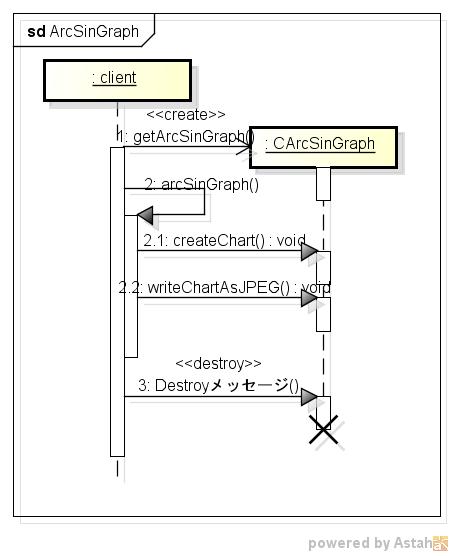 sd ArcSinGraph
: client
<<create>>
1: getArcSinGraph()
: CArcSinGraph
2: arcSinGraph()
2.1: createChart() : void
2.2: writeChartAsJPEG() : void
<<destroy>>
3: Destroyメッセージ()
powered by Astah